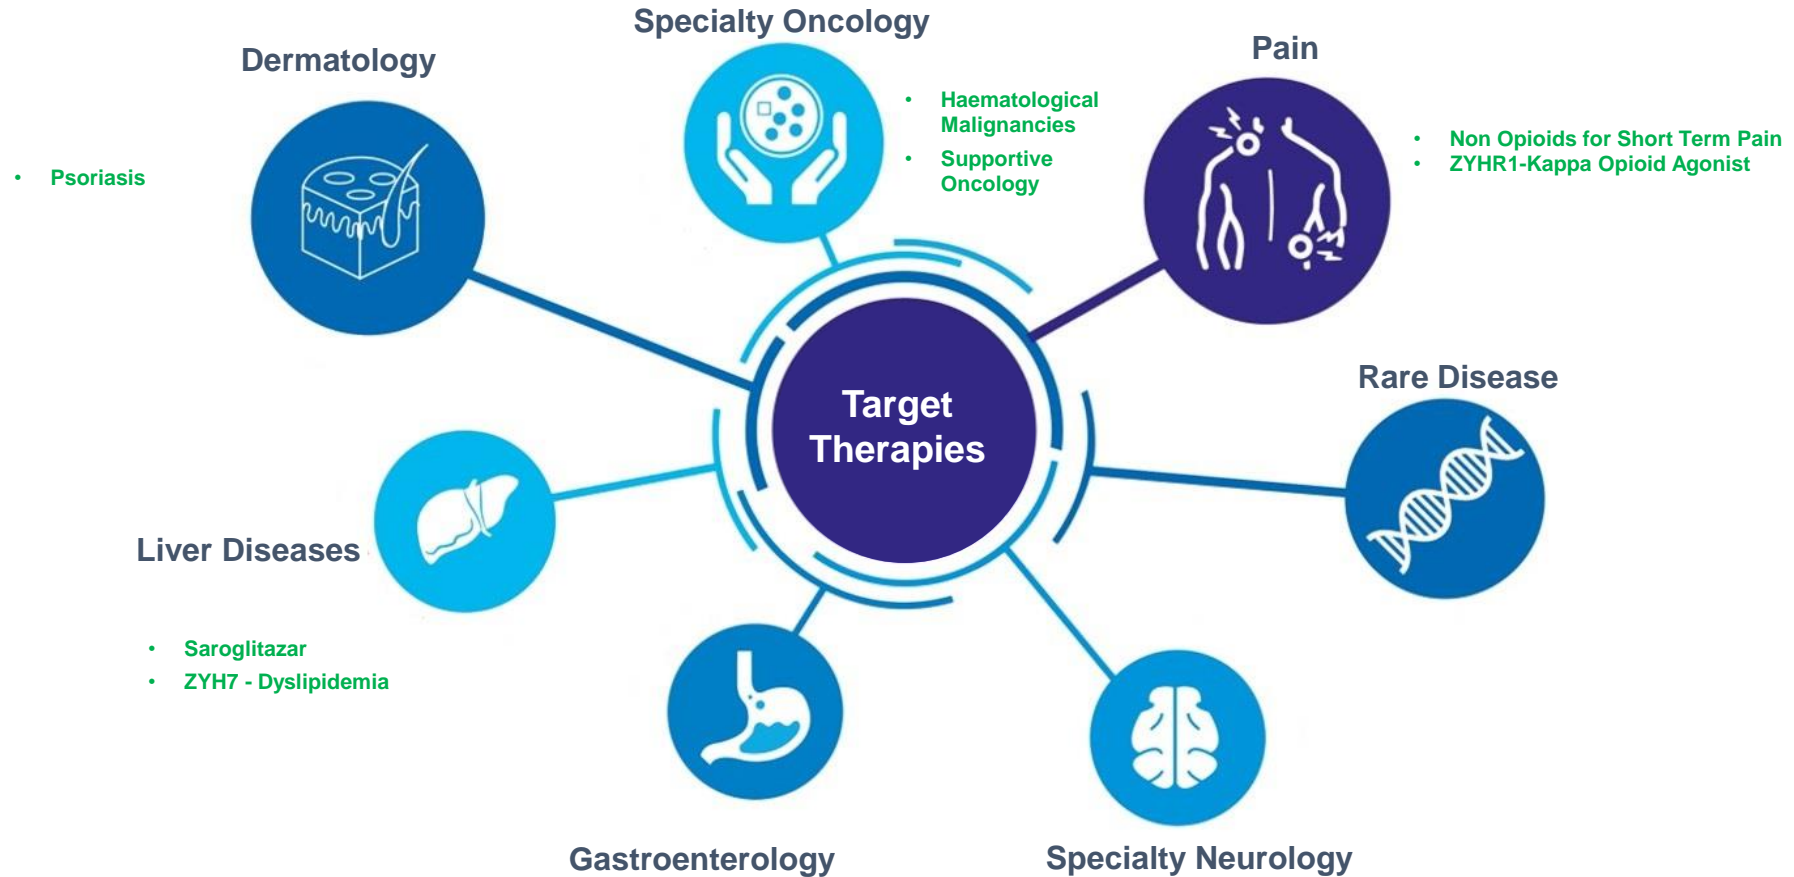 Specialty Oncology
Dermatology
Pain
• Haematological
Malignancies
• Supportive
Oncology
• Non Opioids for Short Term Pain
• ZYHR1-Kappa Opioid Agonist
• Psoriasis
Target
Therapies
Rare Disease
Liver Diseases
• Saroglitazar
• ZYH7 - Dyslipidemia
Gastroenterology
Specialty Neurology